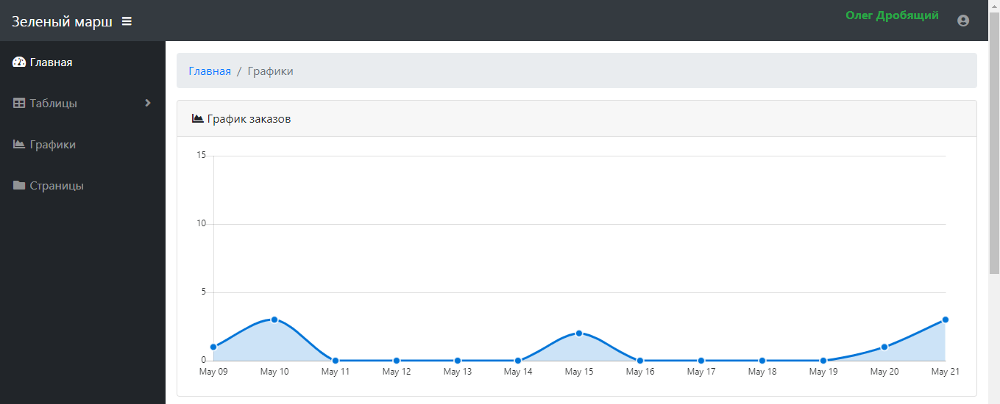 Зеленый марш
Олег Дробящий
Главная
Таблицы
Графики
Страницы
Главная / Графики
График заказов
15
10
5
0
May 09 May 10 May 11 May 12 May 13 May 14 May 15 May 16 May 17 May 18 May 19 May 20 May 21